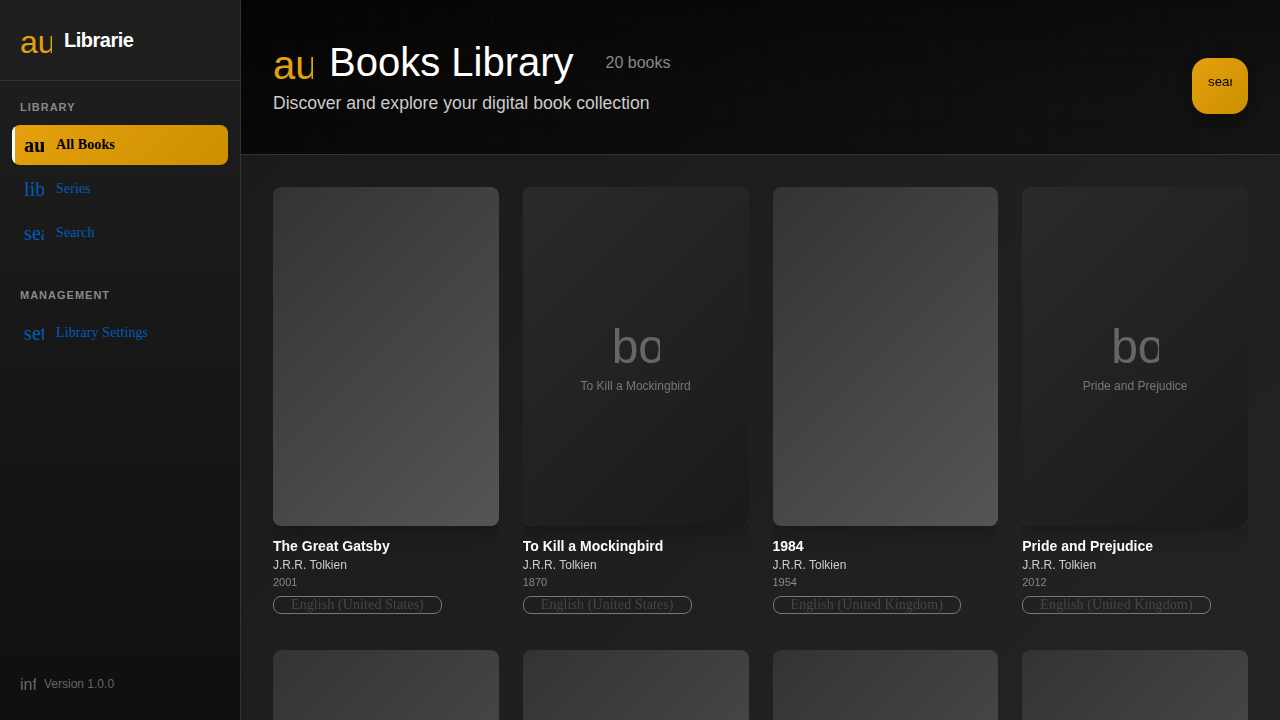 au Librarie
LIBRARY
au All Books
lib Series
sea Search
MANAGEMENT
set Library Settings
inf Version 1.0.0
au Books Library 20 books
Discover and explore your digital book collection
sear
bo
To Kill a Mockingbird
bo
Pride and Prejudice
The Great Gatsby
J.R.R. Tolkien
2001
English (United States)
To Kill a Mockingbird
J.R.R. Tolkien
1870
English (United States)
1984
J.R.R. Tolkien
1954
English (United Kingdom)
Pride and Prejudice
J.R.R. Tolkien
2012
English (United Kingdom)